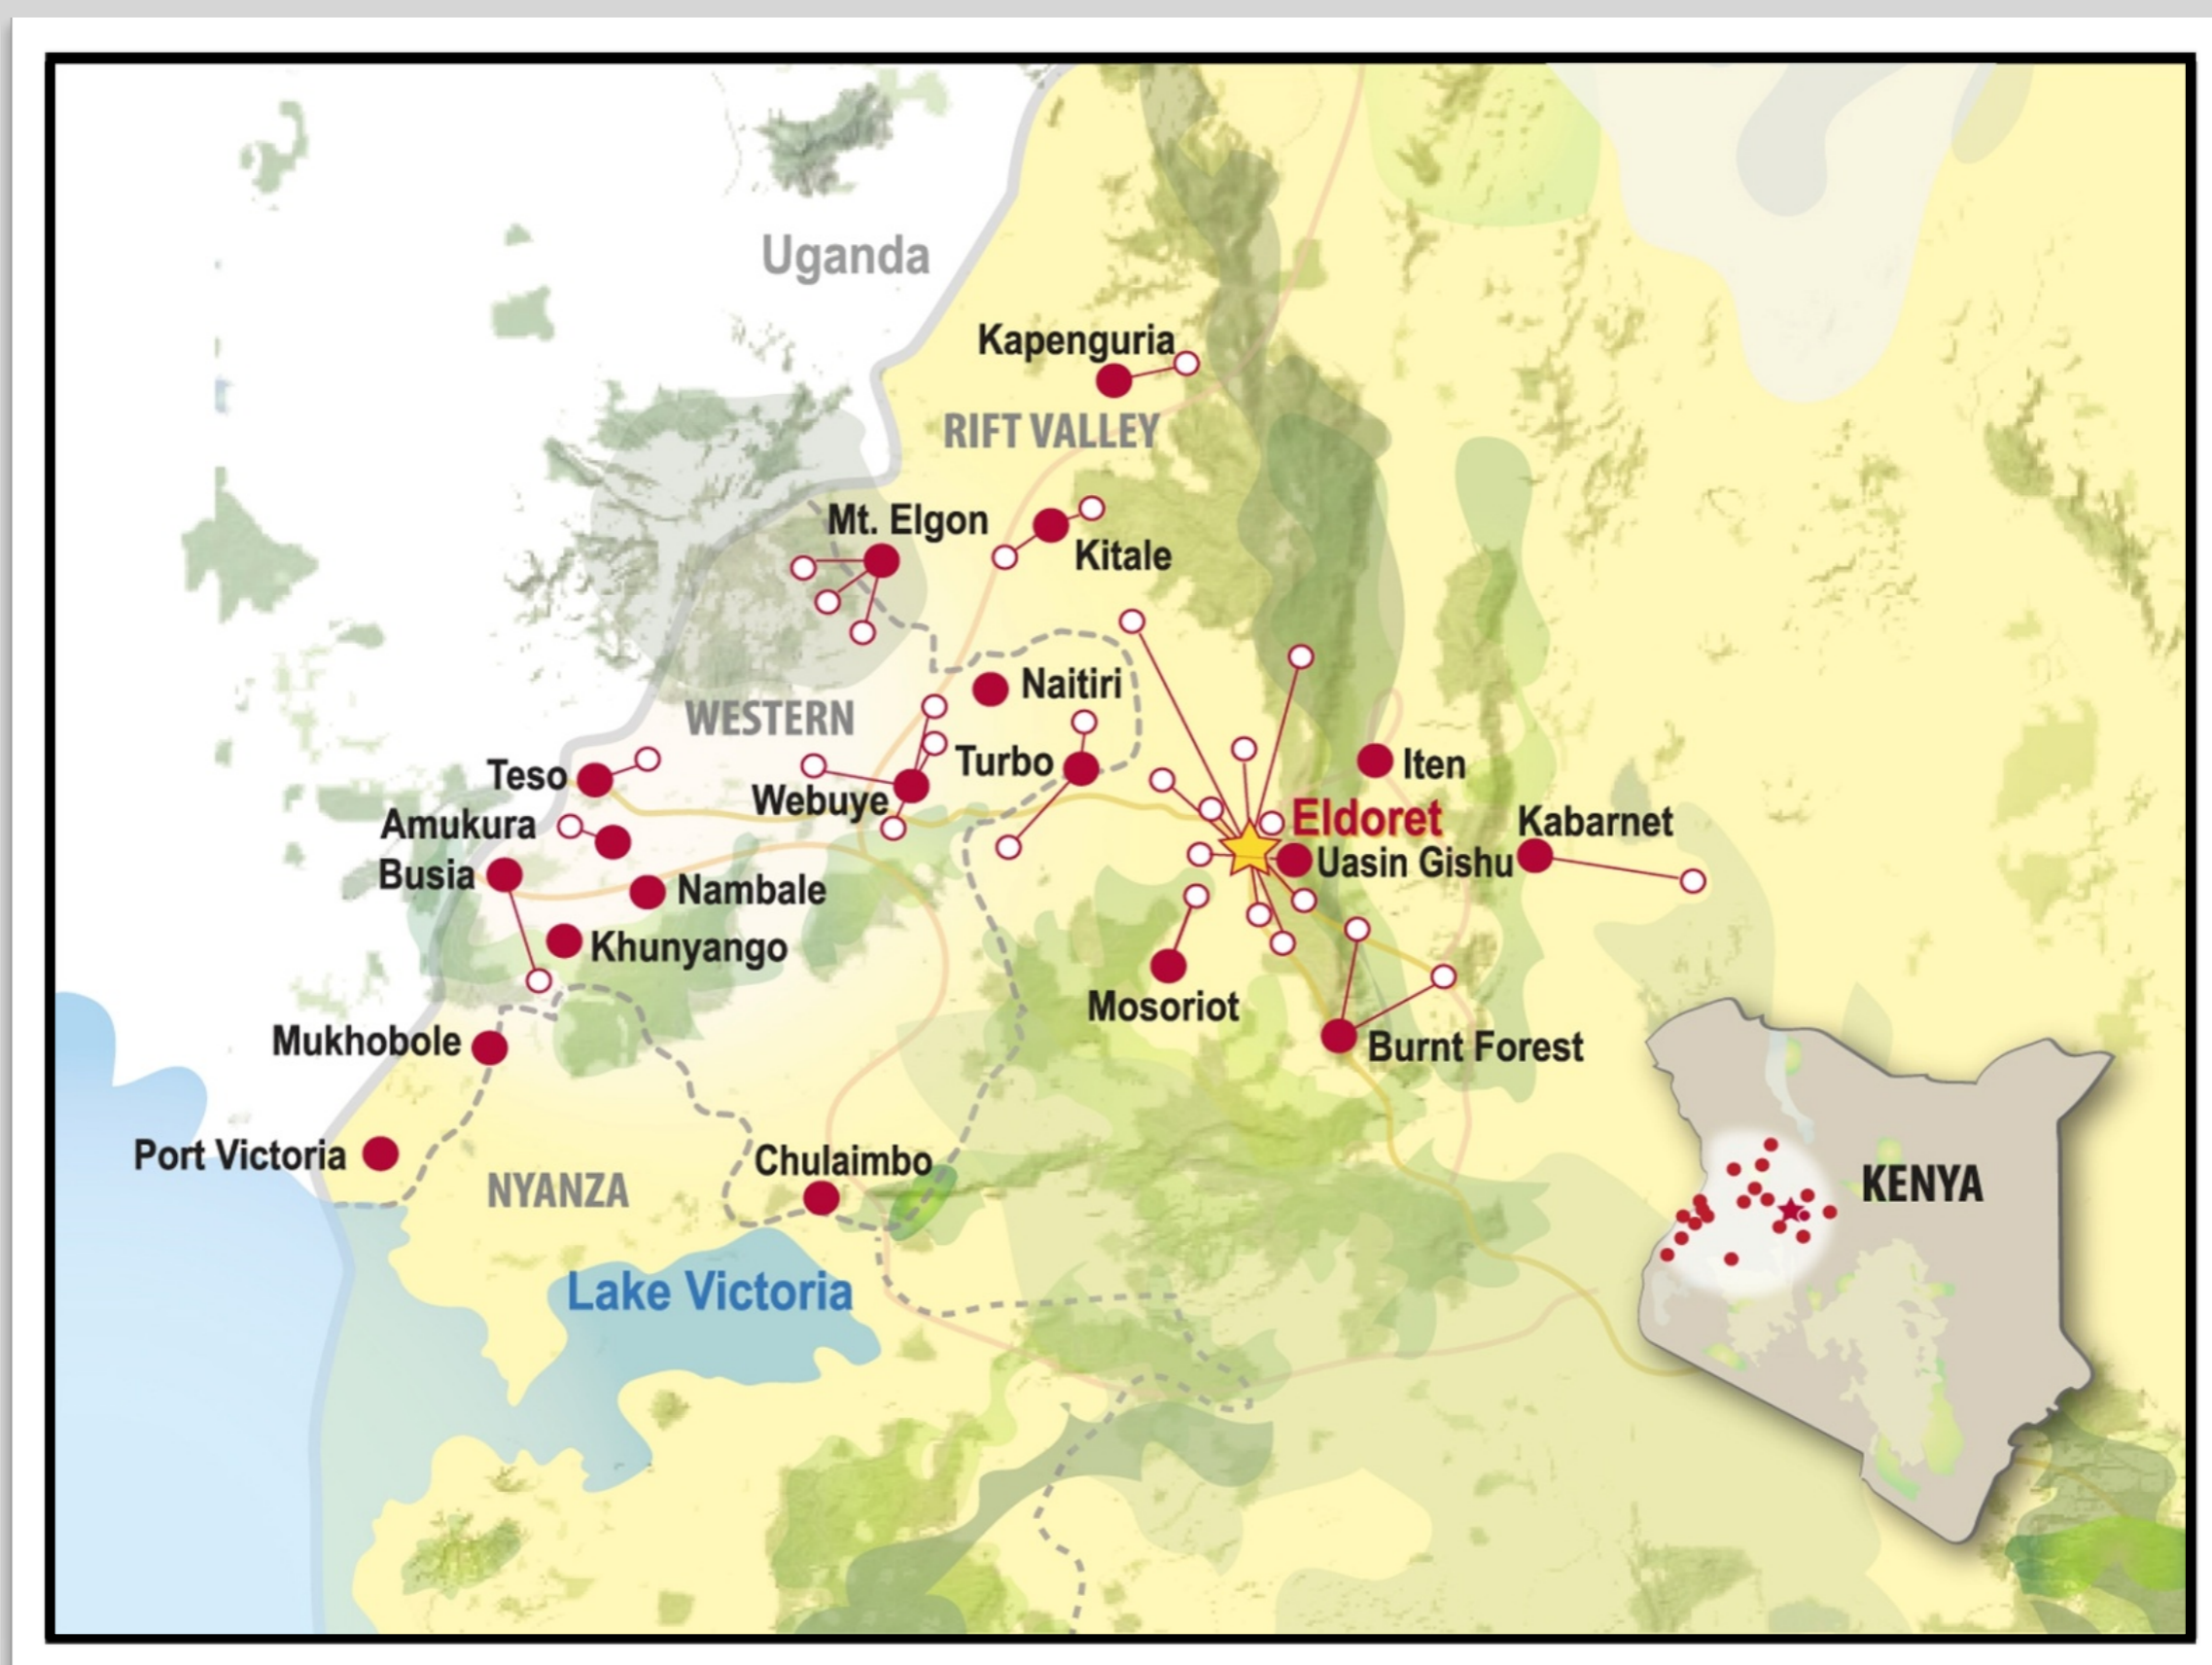 Uganda
Kapenguria
RIFT VALLEY
Mt. Elgon
Kitale
Naitiri
WESTERN
Turbo
Teso
Webuye
Iten
Amukura
Eldoret
Kabarnet
Busia
Uasin Gishu
Nambale
Khunyango
Mosoriot
Mukhobole
Burnt Forest
Port Victoria
Chulaimbo
NYANZA
KENYA
Lake Victoria